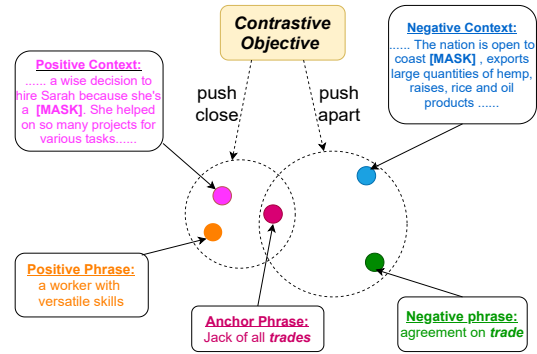 Contrastive
Objective
Positive Context:
...... a wise decision to
hire Sarah because she's
a [MASK]. She helped
on so many projects for
various tasks......
Negative Context:
...... The nation is open to
coast [MASK] , exports
large quantities of hemp,
raises, rice and oil
products ......
push
close
push
apart
Positive Phrase:
a worker with
versatile skills
Anchor Phrase:
Jack of all trades
Negative phrase:
agreement on trade